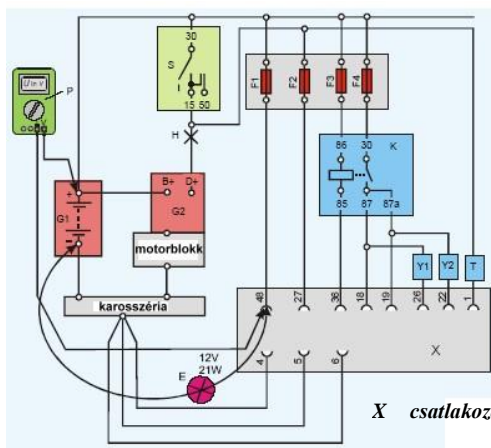 30
S
15 50
H
P
U in V
V
F1 F2 F3 F4
86 30 K
85 87 87a
B+ D+
G2
+
G1
-
motorblokk
karosszéria
Y1 Y2 T
48 27 36 18 19 26 22 1
X
4 5 6
12V
21W
E
X csatlakoz